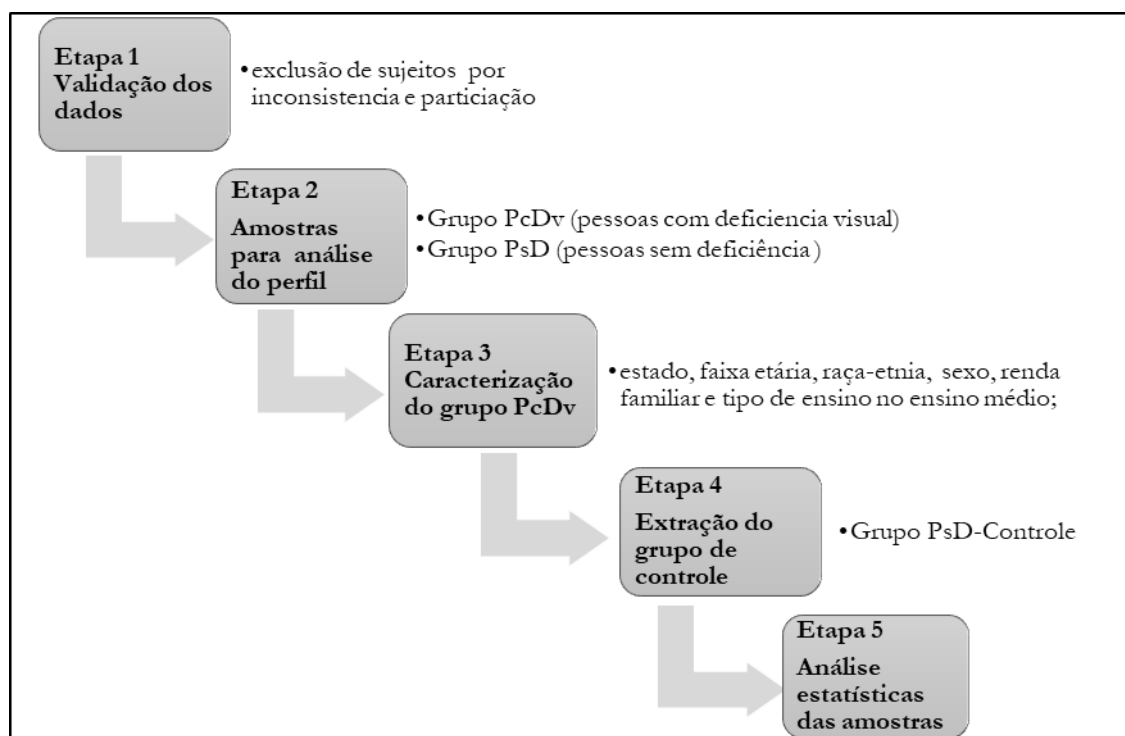 Etapa 1
Validação dos
dados
•exclusão de sujeitos por
inconsistencia e particiação
Etapa 2
Amostras
para análise
do perfil
•Grupo PcDv (pessoas com deficiencia visual)
•Grupo PsD (pessoas sem deficiência )
Etapa 3
Caracterização
do grupo PcDv
•estado, faixa etária, raça-etnia, sexo, renda
familiar e tipo de ensino no ensino médio;
Etapa 4
Extração do
grupo de
controle
•Grupo PsD-Controle
Etapa 5
Análise
estatísticas
das amostras